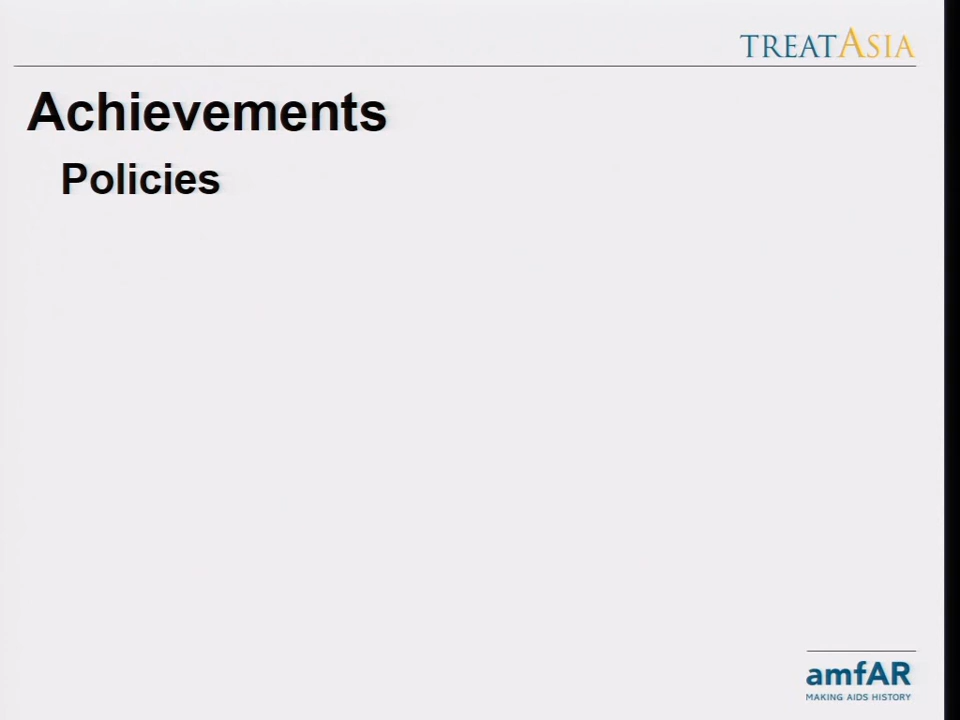 TREATASIA
Achievements
Policies
amfAR
MAKING AIDS HISTORY